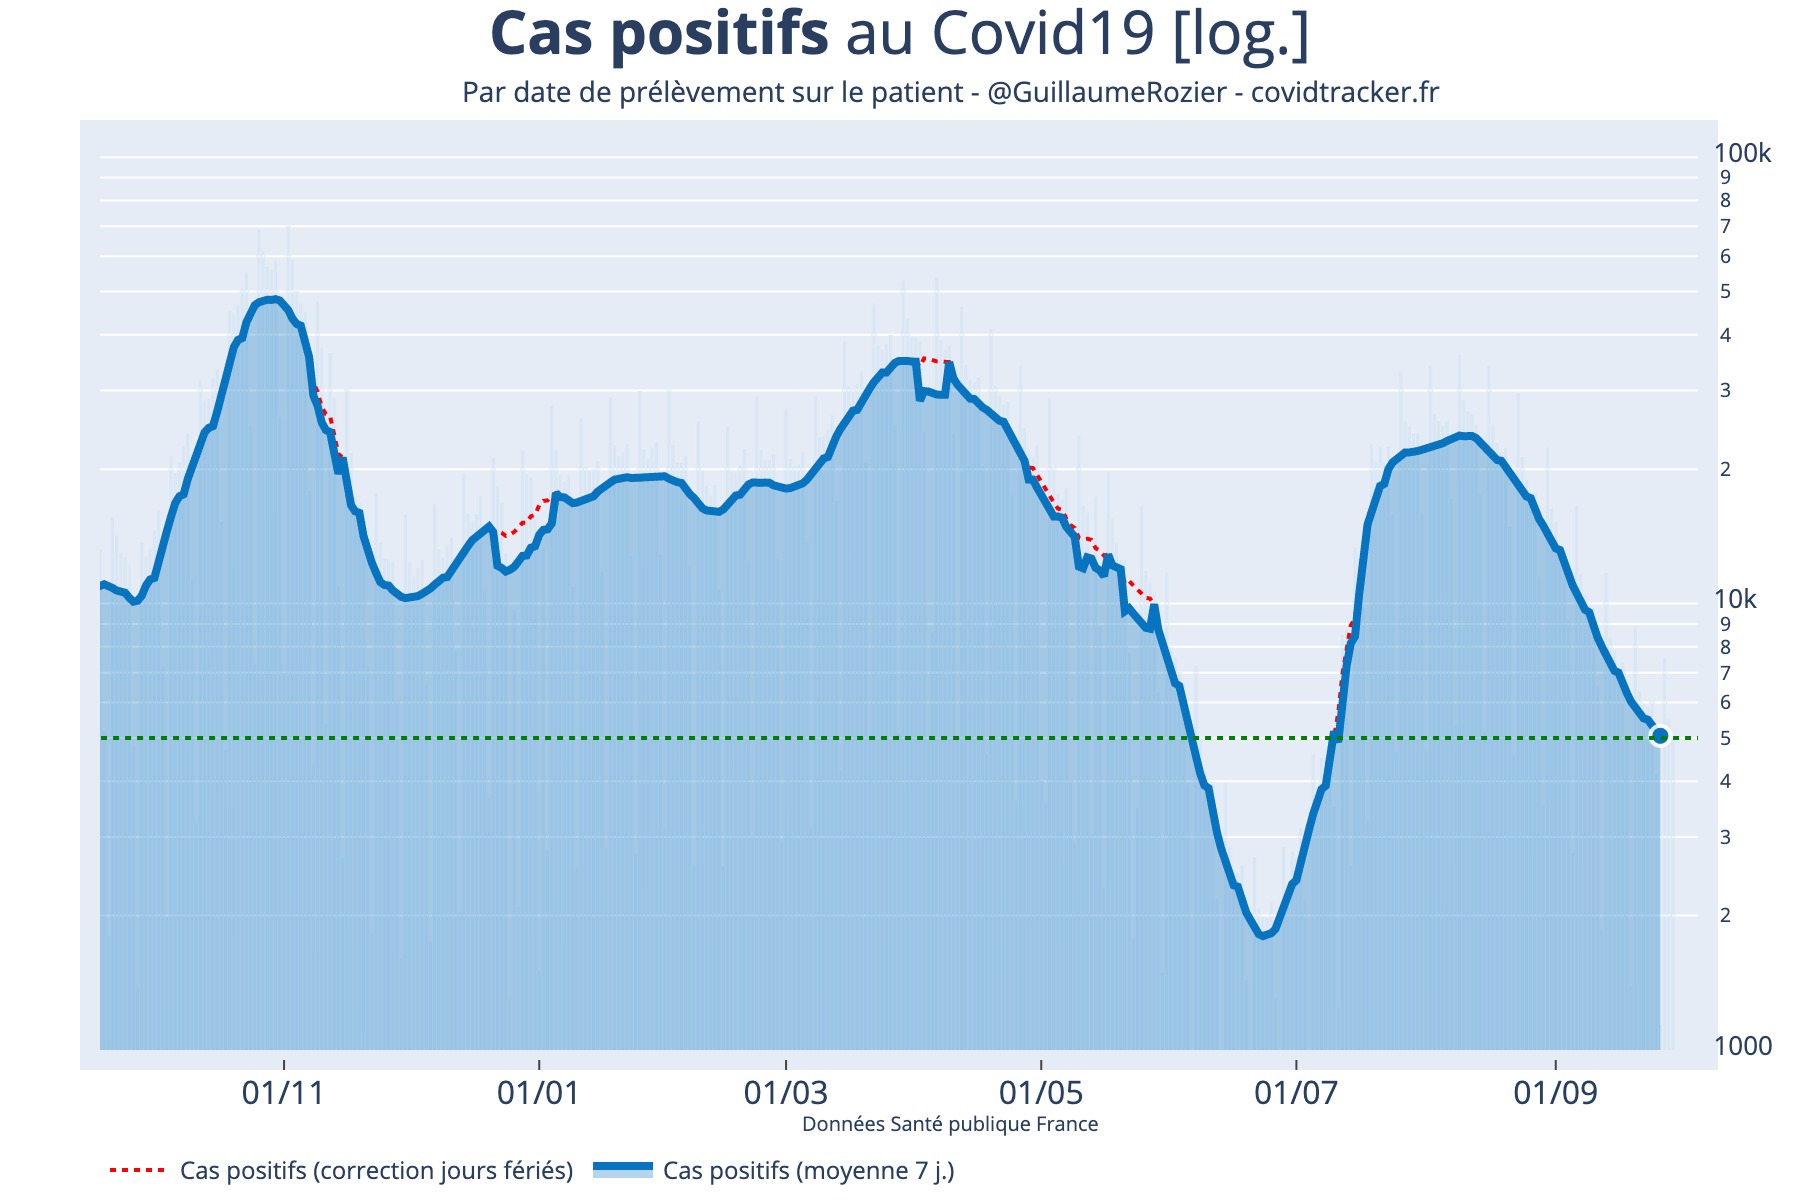 Cas positifs au Covid19 [log.]
Par date de prélèvement sur le patient - @GuillaumeRozier - covidtracker.fr
100k
9
8
7
6
5
4
3
2
10k
9
8
7
6
5
4
3
2
1000
01/11 01/01 01/03 01/05 01/07 01/09
Données Santé publique France
Cas positifs (correction jours fériés) Cas positifs (moyenne 7 j.)